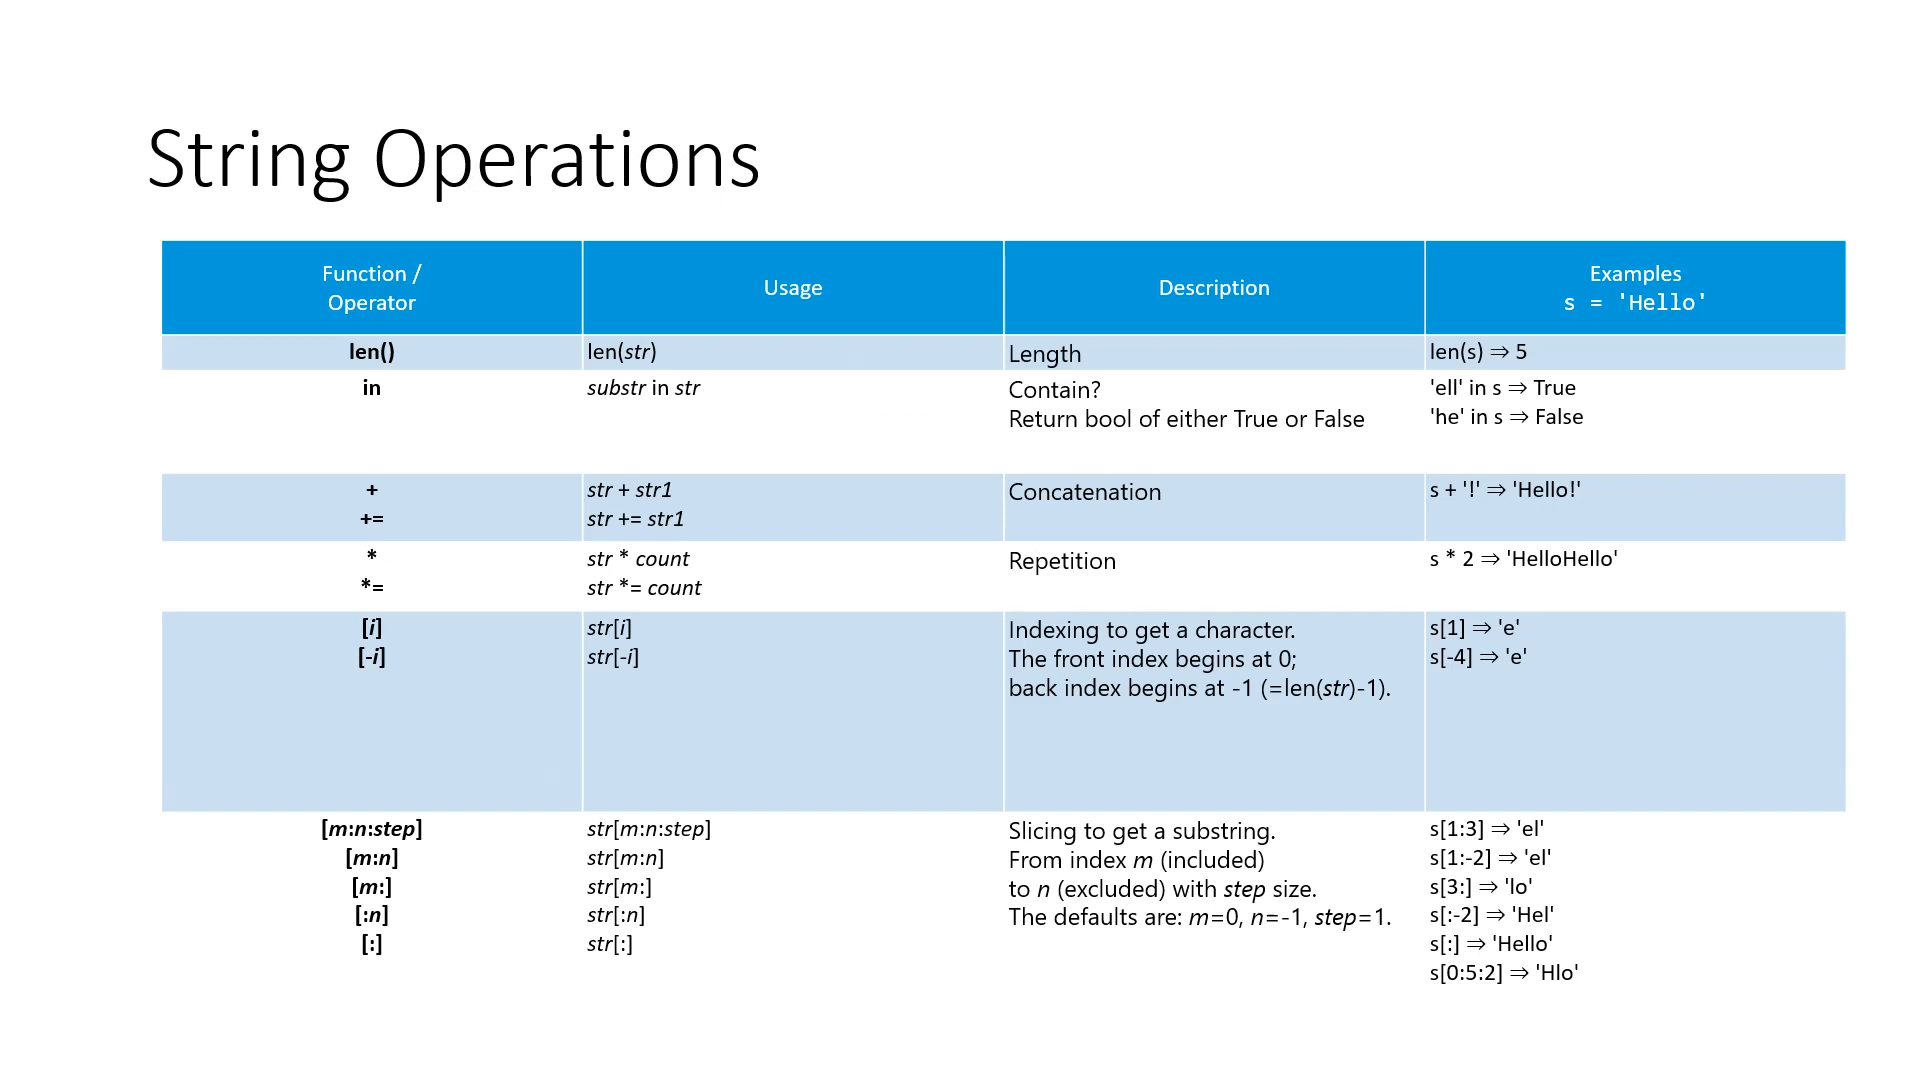 String Operations
Function /
Operator
Usage
Description
Examples
s = 'Hello'
len()
len(str)
Length
len(s) ⇒ 5
in
substr in str
Contain?
Return bool of either True or False
'ell' in s ⇒ True
'he' in s ⇒ False
+
+=
str + str1
str += str1
Concatenation
s + '!' ⇒ 'Hello!'
*
*=
str * count
str *= count
Repetition
s * 2 ⇒ 'HelloHello'
[i]
[-i]
str[i]
str[-i]
Indexing to get a character.
The front index begins at 0;
back index begins at -1 (=len(str)-1).
s[1] ⇒ 'e'
s[-4] ⇒ 'e'
[m:n:step]
[m:n]
[m:]
[:n]
[:]
str[m:n:step]
str[m:n]
str[m:]
str[:n]
str[:]
Slicing to get a substring.
From index m (included)
to n (excluded) with step size.
The defaults are: m=0, n=-1, step=1.
s[1:3] ⇒ 'el'
s[1:-2] ⇒ 'el'
s[3:] ⇒ 'lo'
s[:-2] ⇒ 'Hel'
s[:] ⇒ 'Hello'
s[0:5:2] ⇒ 'Hlo'